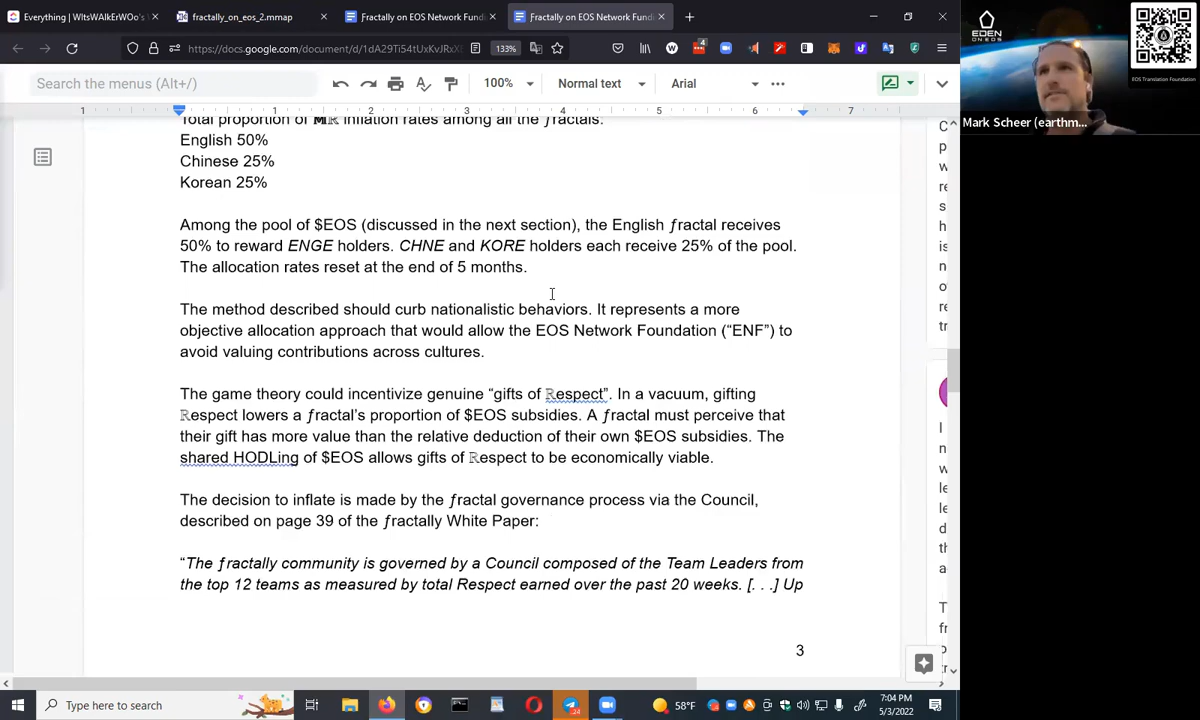 Everything | WItsWAlkErWOo's
fractally_on_eos_2.mmap
Fractally on EOS Network Fundi
Fractally on EOS Network Fundi
https://docs.google.com/document/d/1dA29Ti54tUxKvJRxX
133%
EDEN
ON EOS
EOS Translation Foundation
Search the menus (Alt+/)
100%
Normal text
Arial
1 1 2 3 4 5 6 7
Mark Scheer (earthm...
Total proportion of 𝕄ℝ inflation rates among all the ƒractals:
English 50%
Chinese 25%
Korean 25%
Among the pool of $EOS (discussed in the next section), the English ƒractal receives
50% to reward ENGE holders. CHNE and KORE holders each receive 25% of the pool.
The allocation rates reset at the end of 5 months.
The method described should curb nationalistic behaviors. It represents a more
objective allocation approach that would allow the EOS Network Foundation (“ENF”) to
avoid valuing contributions across cultures.
The game theory could incentivize genuine “gifts of ℝespect”. In a vacuum, gifting
ℝespect lowers a ƒractal’s proportion of $EOS subsidies. A ƒractal must perceive that
their gift has more value than the relative deduction of their own $EOS subsidies. The
shared HODLing of $EOS allows gifts of ℝespect to be economically viable.
The decision to inflate is made by the ƒractal governance process via the Council,
described on page 39 of the ƒractally White Paper:
“The ƒractally community is governed by a Council composed of the Team Leaders from
the top 12 teams as measured by total Respect earned over the past 20 weeks. [. . .] Up
3
Type here to search
58°F
7:04 PM
5/3/2022